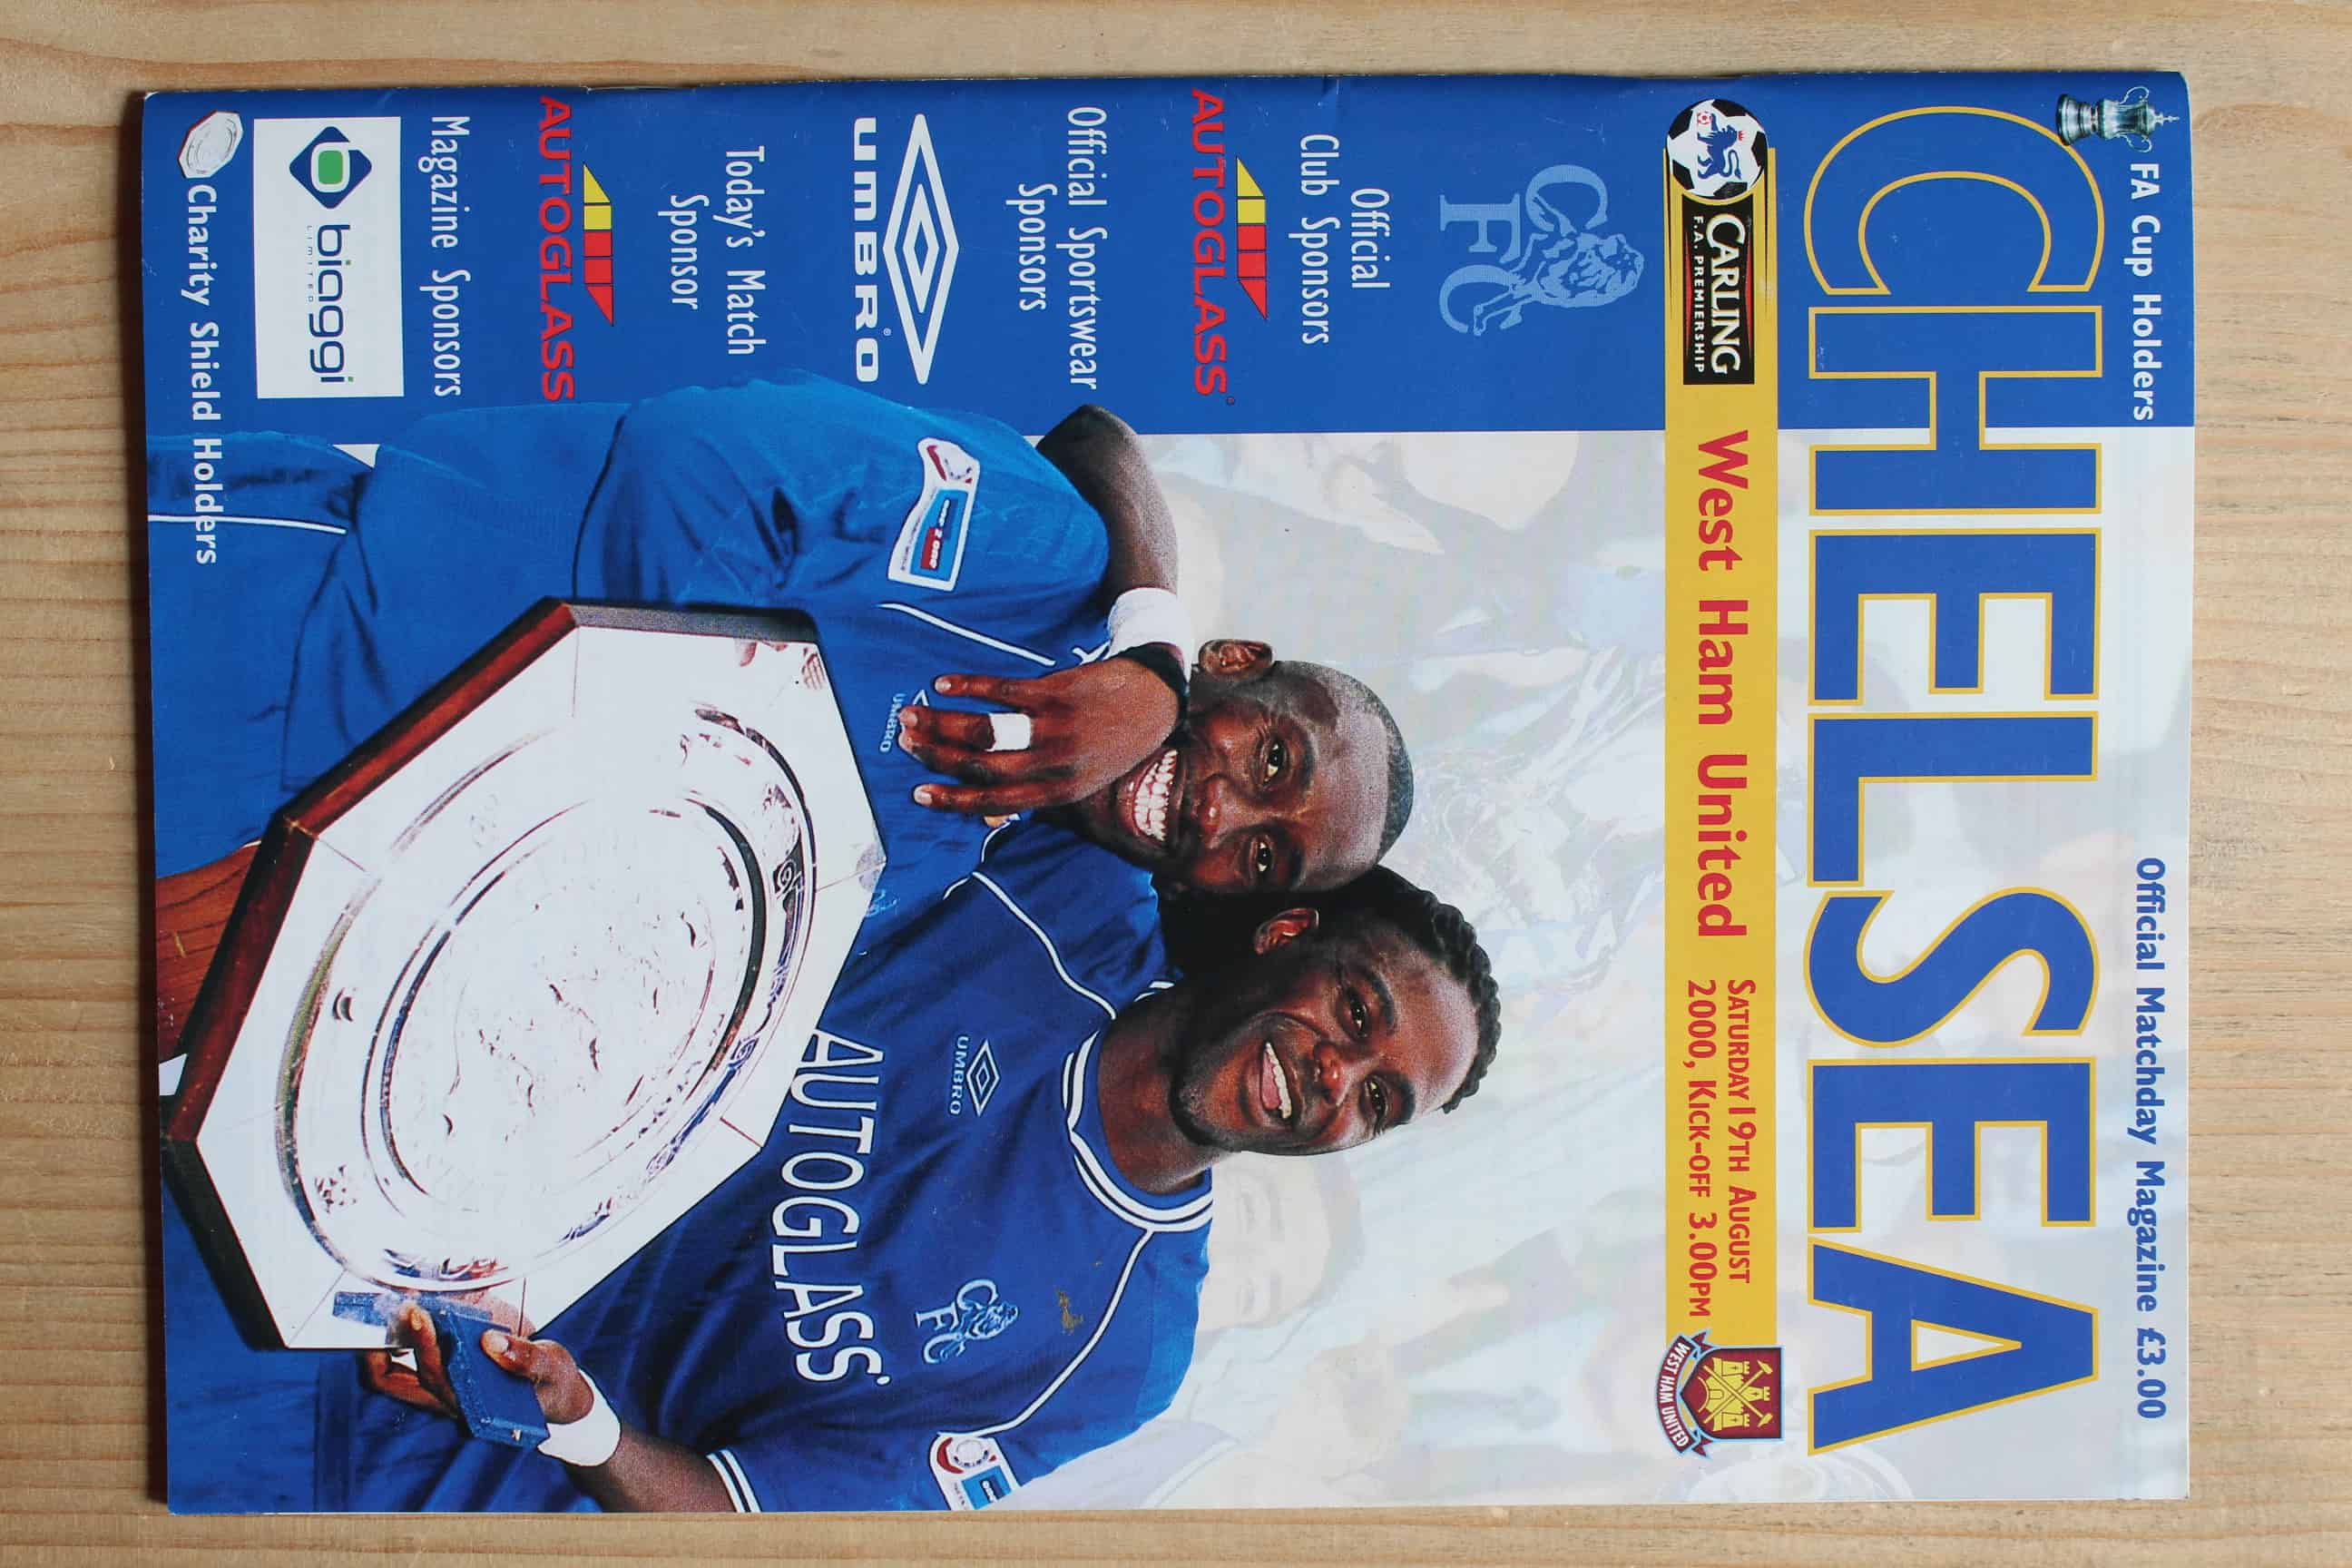 FA Cup Holders
Official Matchday Magazine £3.00
CHELSEA
CARLING
F.A. PREMIERSHIP
West Ham United
SATURDAY 19TH AUGUST
2000, KICK-OFF 3.00PM
WEST HAM UNITED
CFC
Official
Club Sponsors
AUTOGLASS
Official Sportswear
Sponsors
UMBRO
Today's Match
Sponsor
AUTOGLASS
Magazine Sponsors
biaggi
LIMITED
Charity Shield Holders
UMBRO
UMBRO
AUTOGLASS
CFC